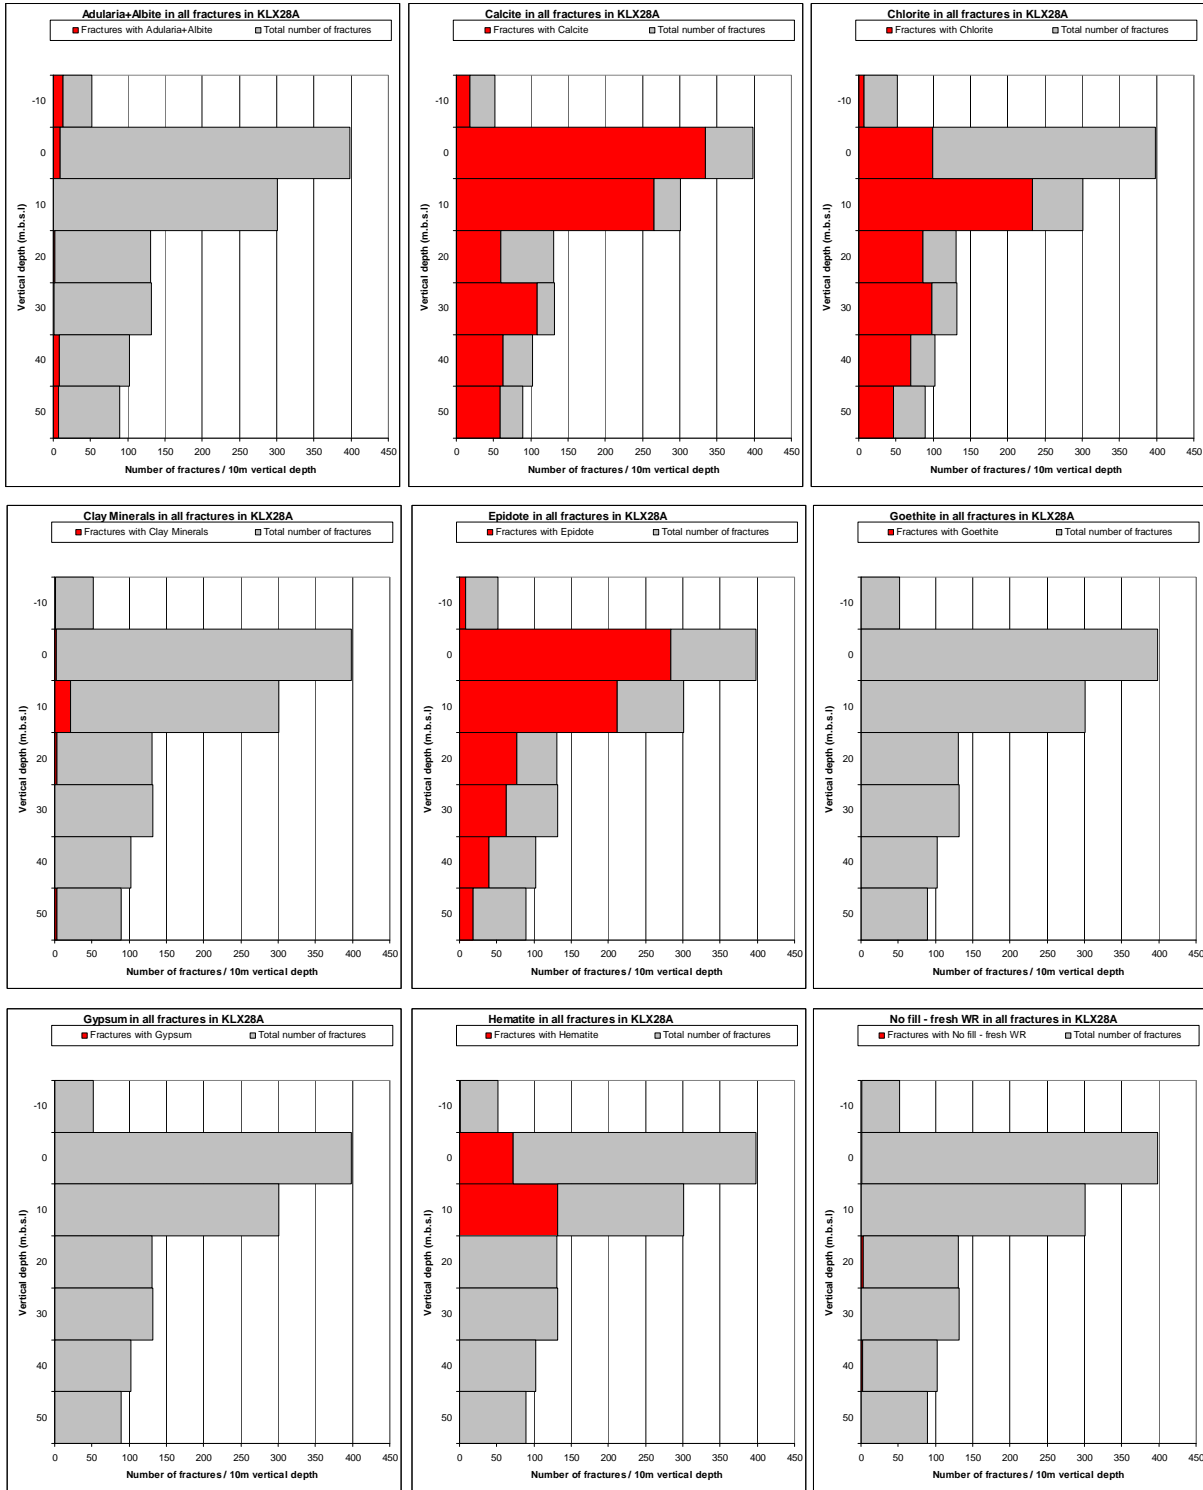 Adularia+Albite in all fractures in KLX28A
Fractures with Adularia+Albite Total number of fractures
Vertical depth (m.b.s.l)
-10
0
10
20
30
40
50
0 50 100 150 200 250 300 350 400 450
Number of fractures / 10m vertical depth
Calcite in all fractures in KLX28A
Fractures with Calcite Total number of fractures
Vertical depth (m.b.s.l)
-10
0
10
20
30
40
50
0 50 100 150 200 250 300 350 400 450
Number of fractures / 10m vertical depth
Chlorite in all fractures in KLX28A
Fractures with Chlorite Total number of fractures
Vertical depth (m.b.s.l)
-10
0
10
20
30
40
50
0 50 100 150 200 250 300 350 400 450
Number of fractures / 10m vertical depth
Clay Minerals in all fractures in KLX28A
Fractures with Clay Minerals Total number of fractures
Vertical depth (m.b.s.l)
-10
0
10
20
30
40
50
0 50 100 150 200 250 300 350 400 450
Number of fractures / 10m vertical depth
Epidote in all fractures in KLX28A
Fractures with Epidote Total number of fractures
Vertical depth (m.b.s.l)
-10
0
10
20
30
40
50
0 50 100 150 200 250 300 350 400 450
Number of fractures / 10m vertical depth
Goethite in all fractures in KLX28A
Fractures with Goethite Total number of fractures
Vertical depth (m.b.s.l)
-10
0
10
20
30
40
50
0 50 100 150 200 250 300 350 400 450
Number of fractures / 10m vertical depth
Gypsum in all fractures in KLX28A
Fractures with Gypsum Total number of fractures
Vertical depth (m.b.s.l)
-10
0
10
20
30
40
50
0 50 100 150 200 250 300 350 400 450
Number of fractures / 10m vertical depth
Hematite in all fractures in KLX28A
Fractures with Hematite Total number of fractures
Vertical depth (m.b.s.l)
-10
0
10
20
30
40
50
0 50 100 150 200 250 300 350 400 450
Number of fractures / 10m vertical depth
No fill - fresh WR in all fractures in KLX28A
Fractures with No fill - fresh WR Total number of fractures
Vertical depth (m.b.s.l)
-10
0
10
20
30
40
50
0 50 100 150 200 250 300 350 400 450
Number of fractures / 10m vertical depth